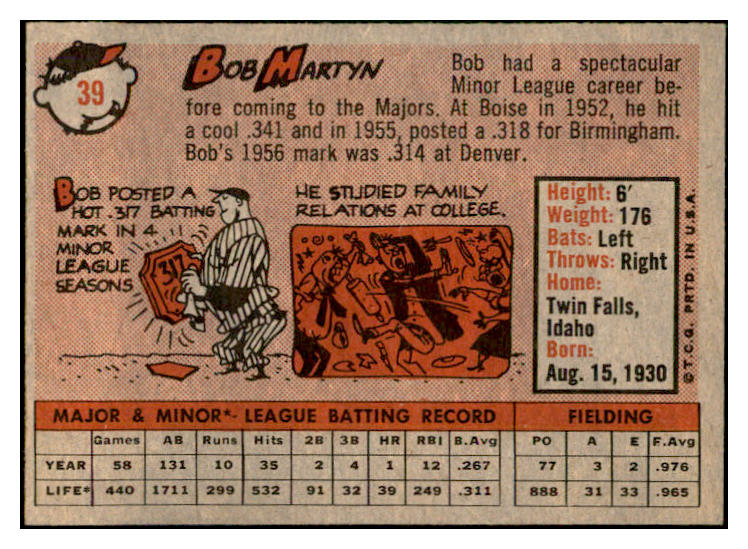 39
BOB MARTYN
Bob had a spectacular
Minor League career be-
fore coming to the Majors. At Boise in 1952, he hit
a cool .341 and in 1955, posted a .318 for Birmingham.
Bob's 1956 mark was .314 at Denver.
BOB POSTED A
HOT .317 BATTING
MARK IN 4
MINOR
LEAGUE
SEASONS
317
HE STUDIED FAMILY
RELATIONS AT COLLEGE.
Height: 6'
Weight: 176
Bats: Left
Throws: Right
Home:
Twin Falls,
Idaho
Born:
Aug. 15, 1930
© T.C.G. PRTD. IN U.S.A.
MAJOR & MINOR*- LEAGUE BATTING RECORD FIELDING
Games AB Runs Hits 2B 3B HR RBI B.Avg PO A E F.Avg
YEAR 58 131 10 35 2 4 1 12 .267 77 3 2 .976
LIFE* 440 1711 299 532 91 32 39 249 .311 888 31 33 .965